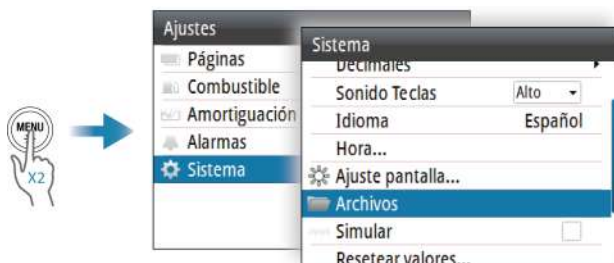 Ajustes
Páginas
Combustible
Amortiguación
Alarmas
Sistema
MENU
X2
Sistema
Decimales
Sonido Teclas Alto
Idioma Español
Hora...
Ajuste pantalla...
Archivos
Simular
Resetear valores...